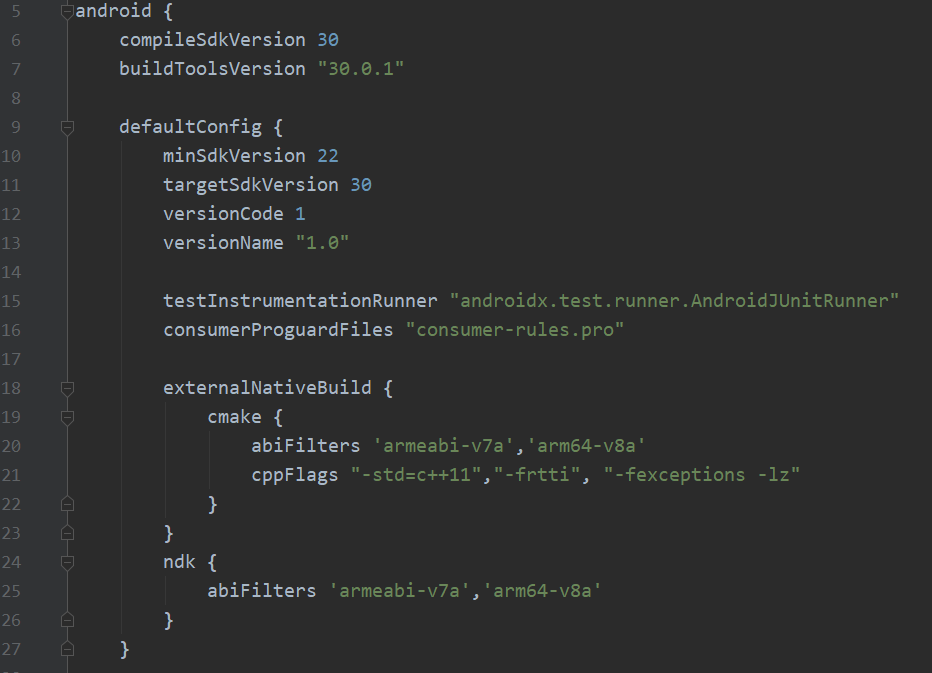 5 android {
6     compileSdkVersion 30
7     buildToolsVersion "30.0.1"
8
9     defaultConfig {
10         minSdkVersion 22
11         targetSdkVersion 30
12         versionCode 1
13         versionName "1.0"
14
15         testInstrumentationRunner "androidx.test.runner.AndroidJUnitRunner"
16         consumerProguardFiles "consumer-rules.pro"
17
18         externalNativeBuild {
19             cmake {
20                 abiFilters 'armeabi-v7a','arm64-v8a'
21                 cppFlags "-std=c++11","-frtti", "-fexceptions -lz"
22             }
23         }
24         ndk {
25             abiFilters 'armeabi-v7a','arm64-v8a'
26         }
27     }